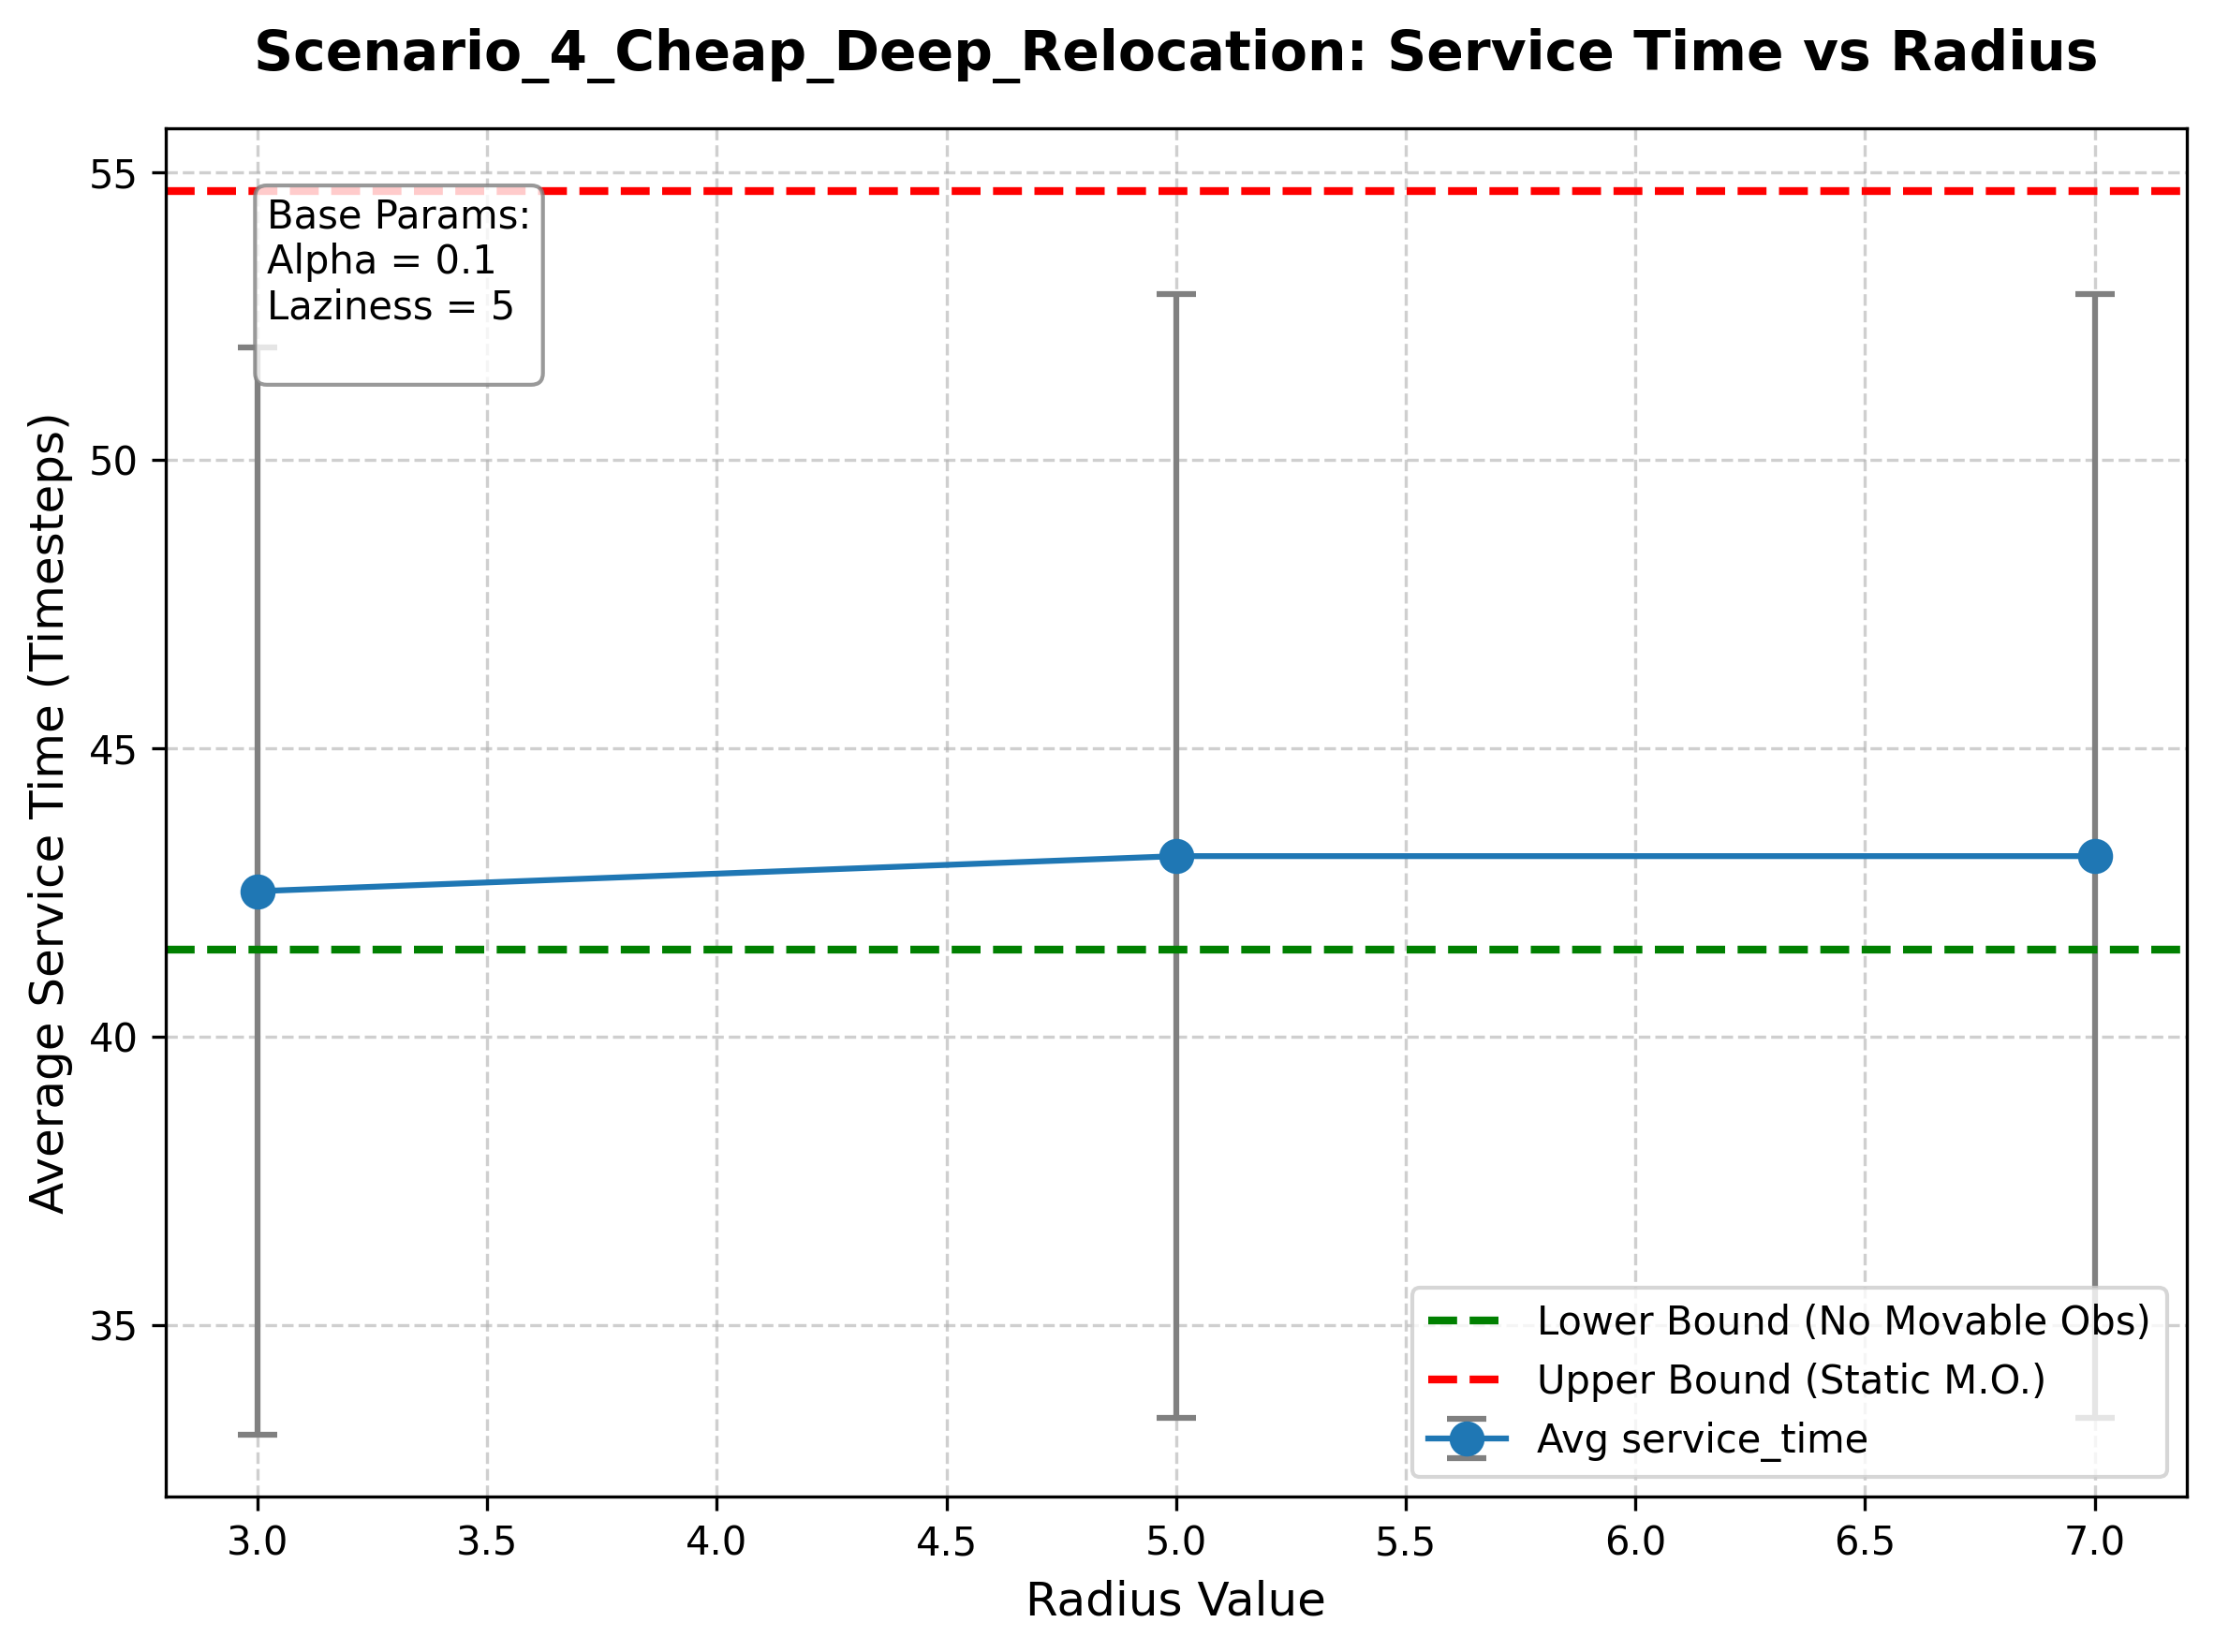 Scenario_4_Cheap_Deep_Relocation: Service Time vs Radius
Average Service Time (Timesteps)
55
50
45
40
35
Base Params:
Alpha = 0.1
Laziness = 5
Lower Bound (No Movable Obs)
Upper Bound (Static M.O.)
Avg service_time
3.0 3.5 4.0 4.5 5.0 5.5 6.0 6.5 7.0
Radius Value